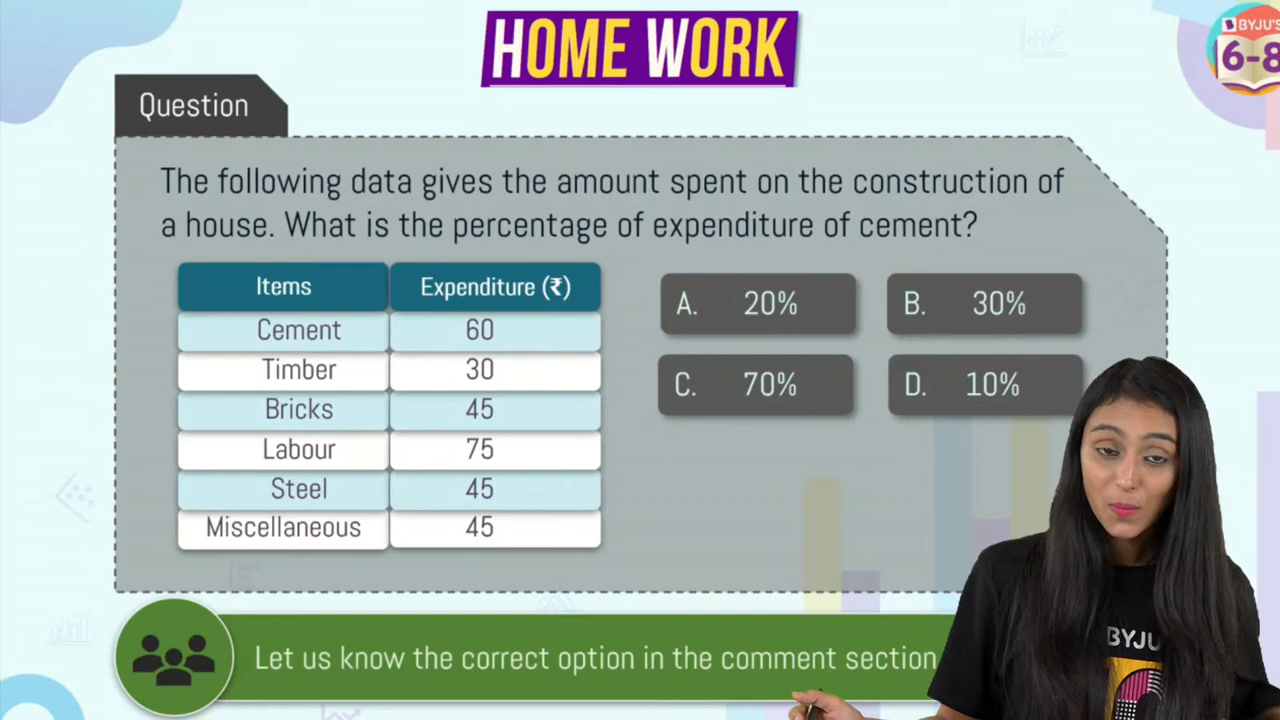 HOME WORK
BYJU'S
6-8
Question
The following data gives the amount spent on the construction of
a house. What is the percentage of expenditure of cement?
Items Expenditure (₹)
Cement 60
Timber 30
Bricks 45
Labour 75
Steel 45
Miscellaneous 45
A. 20% B. 30%
C. 70% D. 10%
Let us know the correct option in the comment section
BYJU